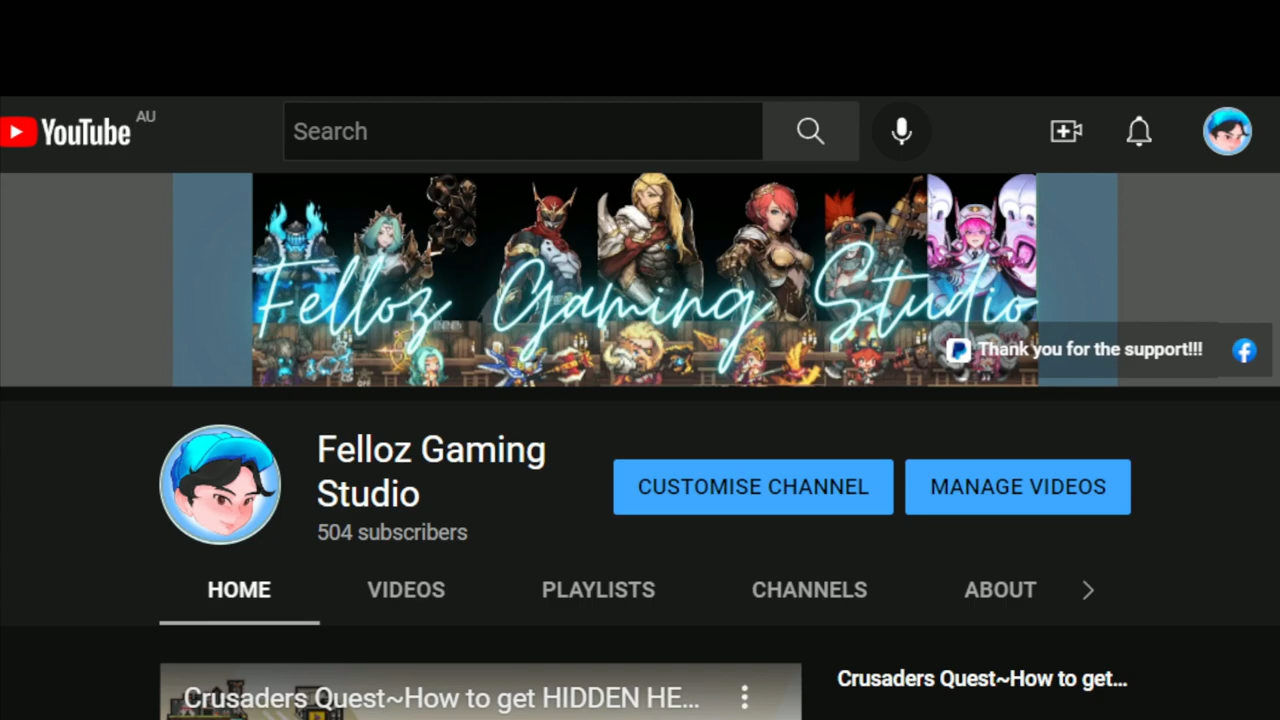 YouTube AU
Search
Felloz Gaming Studio
Thank you for the support!!!
Felloz Gaming
Studio
504 subscribers
CUSTOMISE CHANNEL
MANAGE VIDEOS
HOME
VIDEOS
PLAYLISTS
CHANNELS
ABOUT
Crusaders Quest~How to get HIDDEN HE...
Crusaders Quest~How to get...